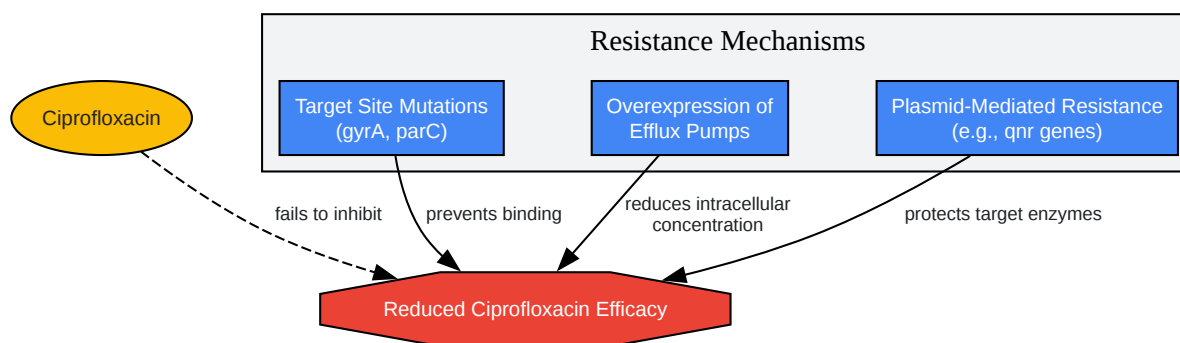 Resistance Mechanisms
Ciprofloxacin
Target Site Mutations
(gyrA, parC)
Overexpression of
Efflux Pumps
Plasmid-Mediated Resistance
(e.g., qnr genes)
fails to inhibit
prevents binding
reduces intracellular
concentration
protects target enzymes
Reduced Ciprofloxacin Efficacy